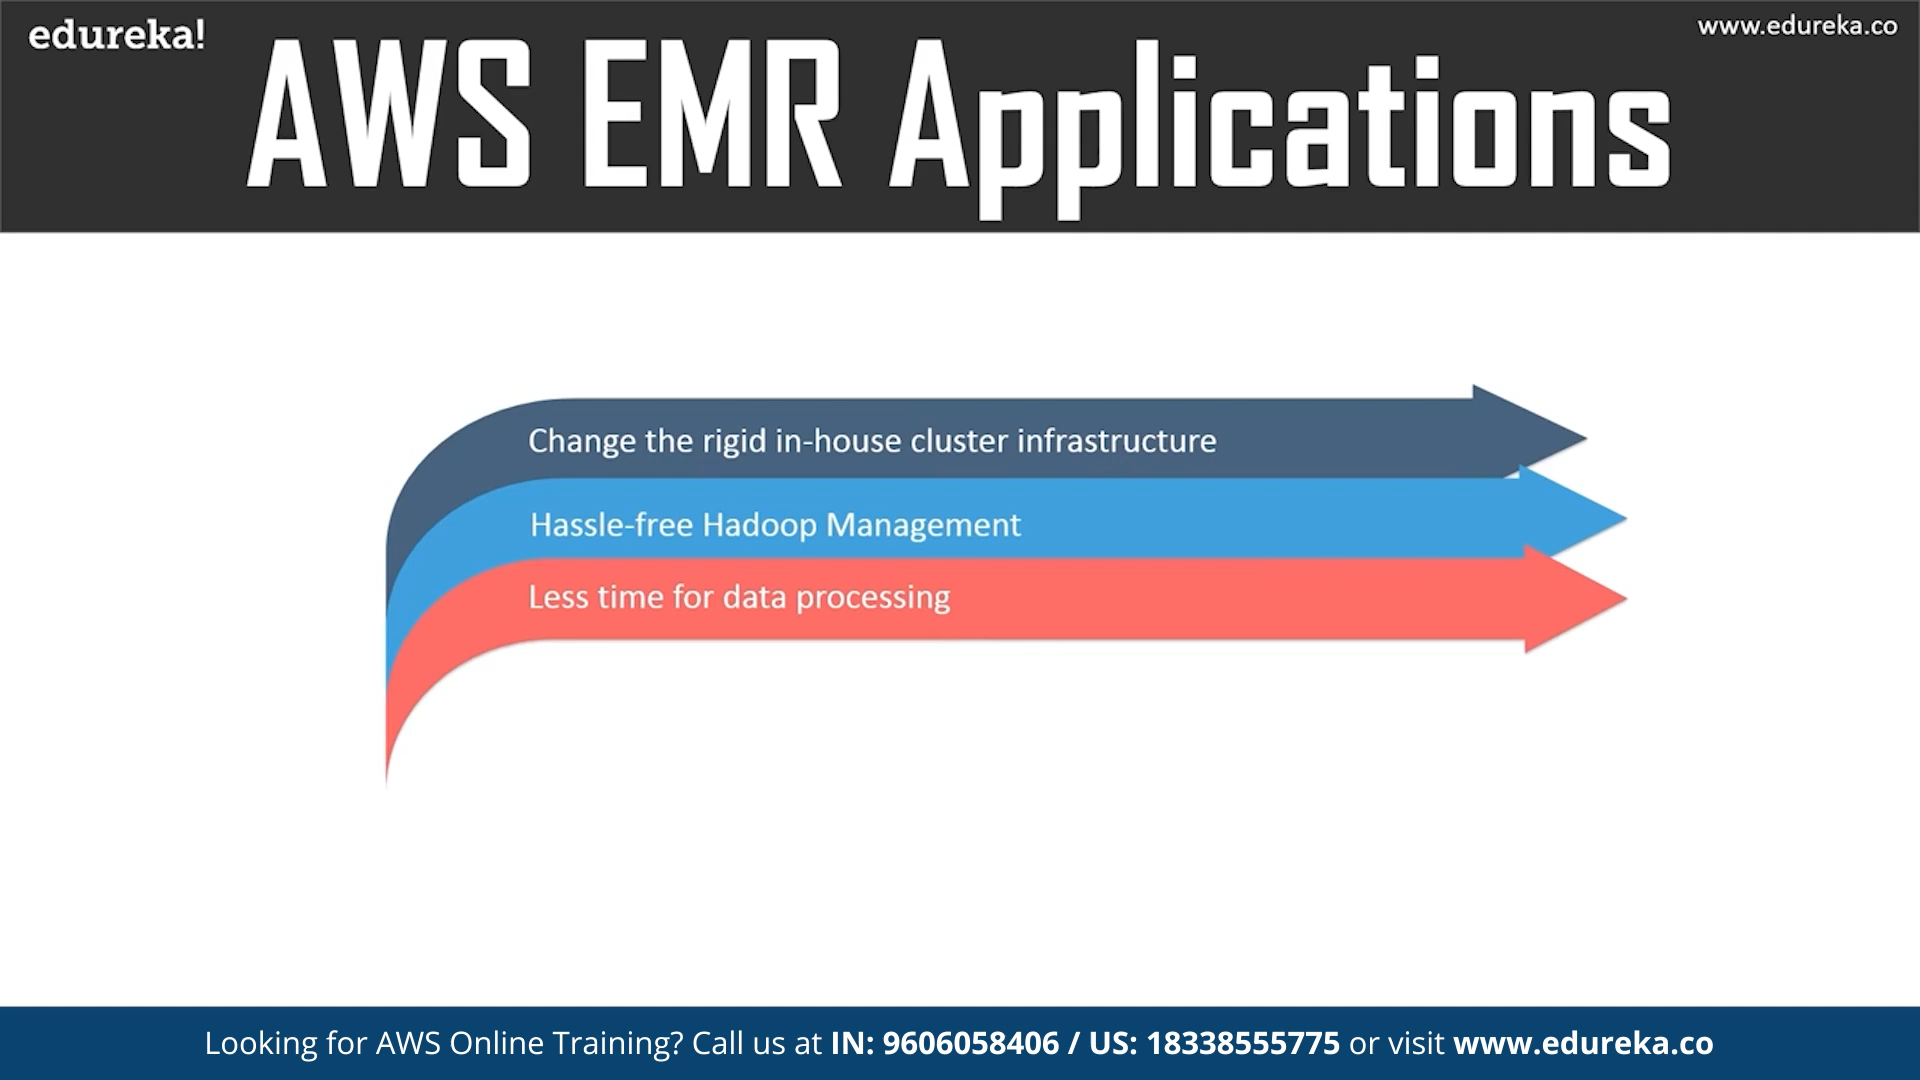 edureka!
www.edureka.co
AWS EMR Applications
Change the rigid in-house cluster infrastructure
Hassle-free Hadoop Management
Less time for data processing
Looking for AWS Online Training? Call us at IN: 9606058406 / US: 18338555775 or visit www.edureka.co